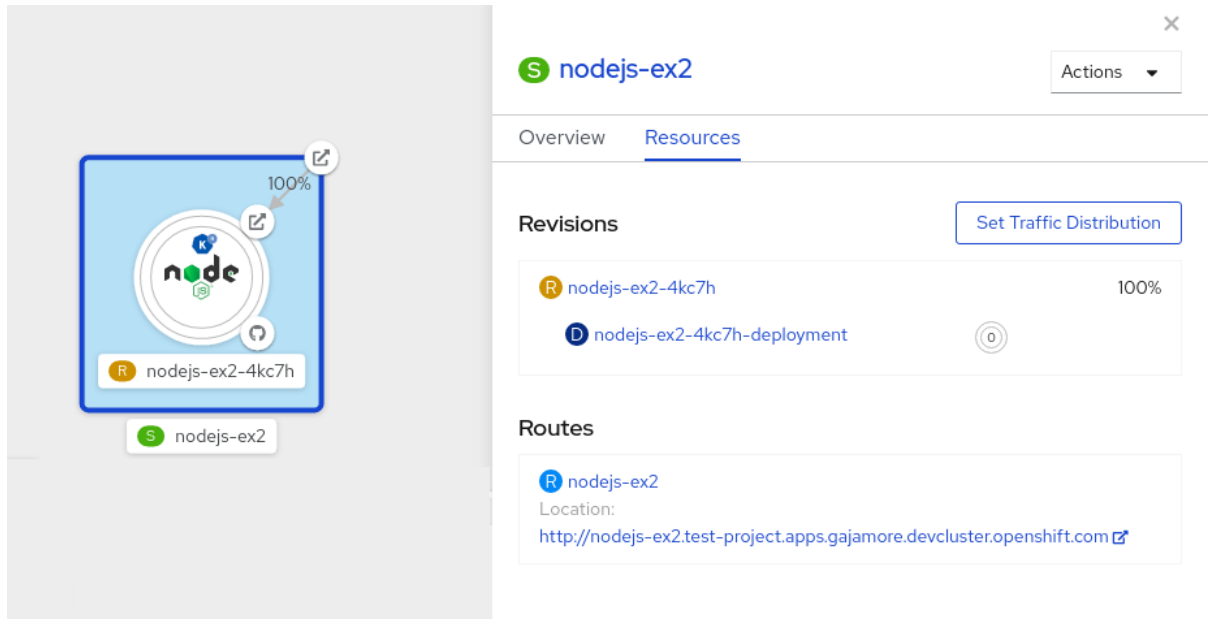 100%
K
node
JS
R nodejs-ex2-4kc7h
S nodejs-ex2
S nodejs-ex2
Actions
Overview Resources
Revisions
Set Traffic Distribution
R nodejs-ex2-4kc7h 100%
D nodejs-ex2-4kc7h-deployment 0
Routes
R nodejs-ex2
Location:
http://nodejs-ex2.test-project.apps.gajamore.devcluster.openshift.com